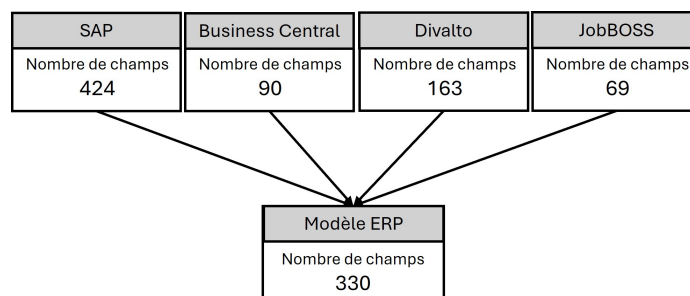 SAP
Business Central
Divalto
JobBOSS
Nombre de champs
Nombre de champs
Nombre de champs
Nombre de champs
424
90
163
69
Modèle ERP
Nombre de champs
330